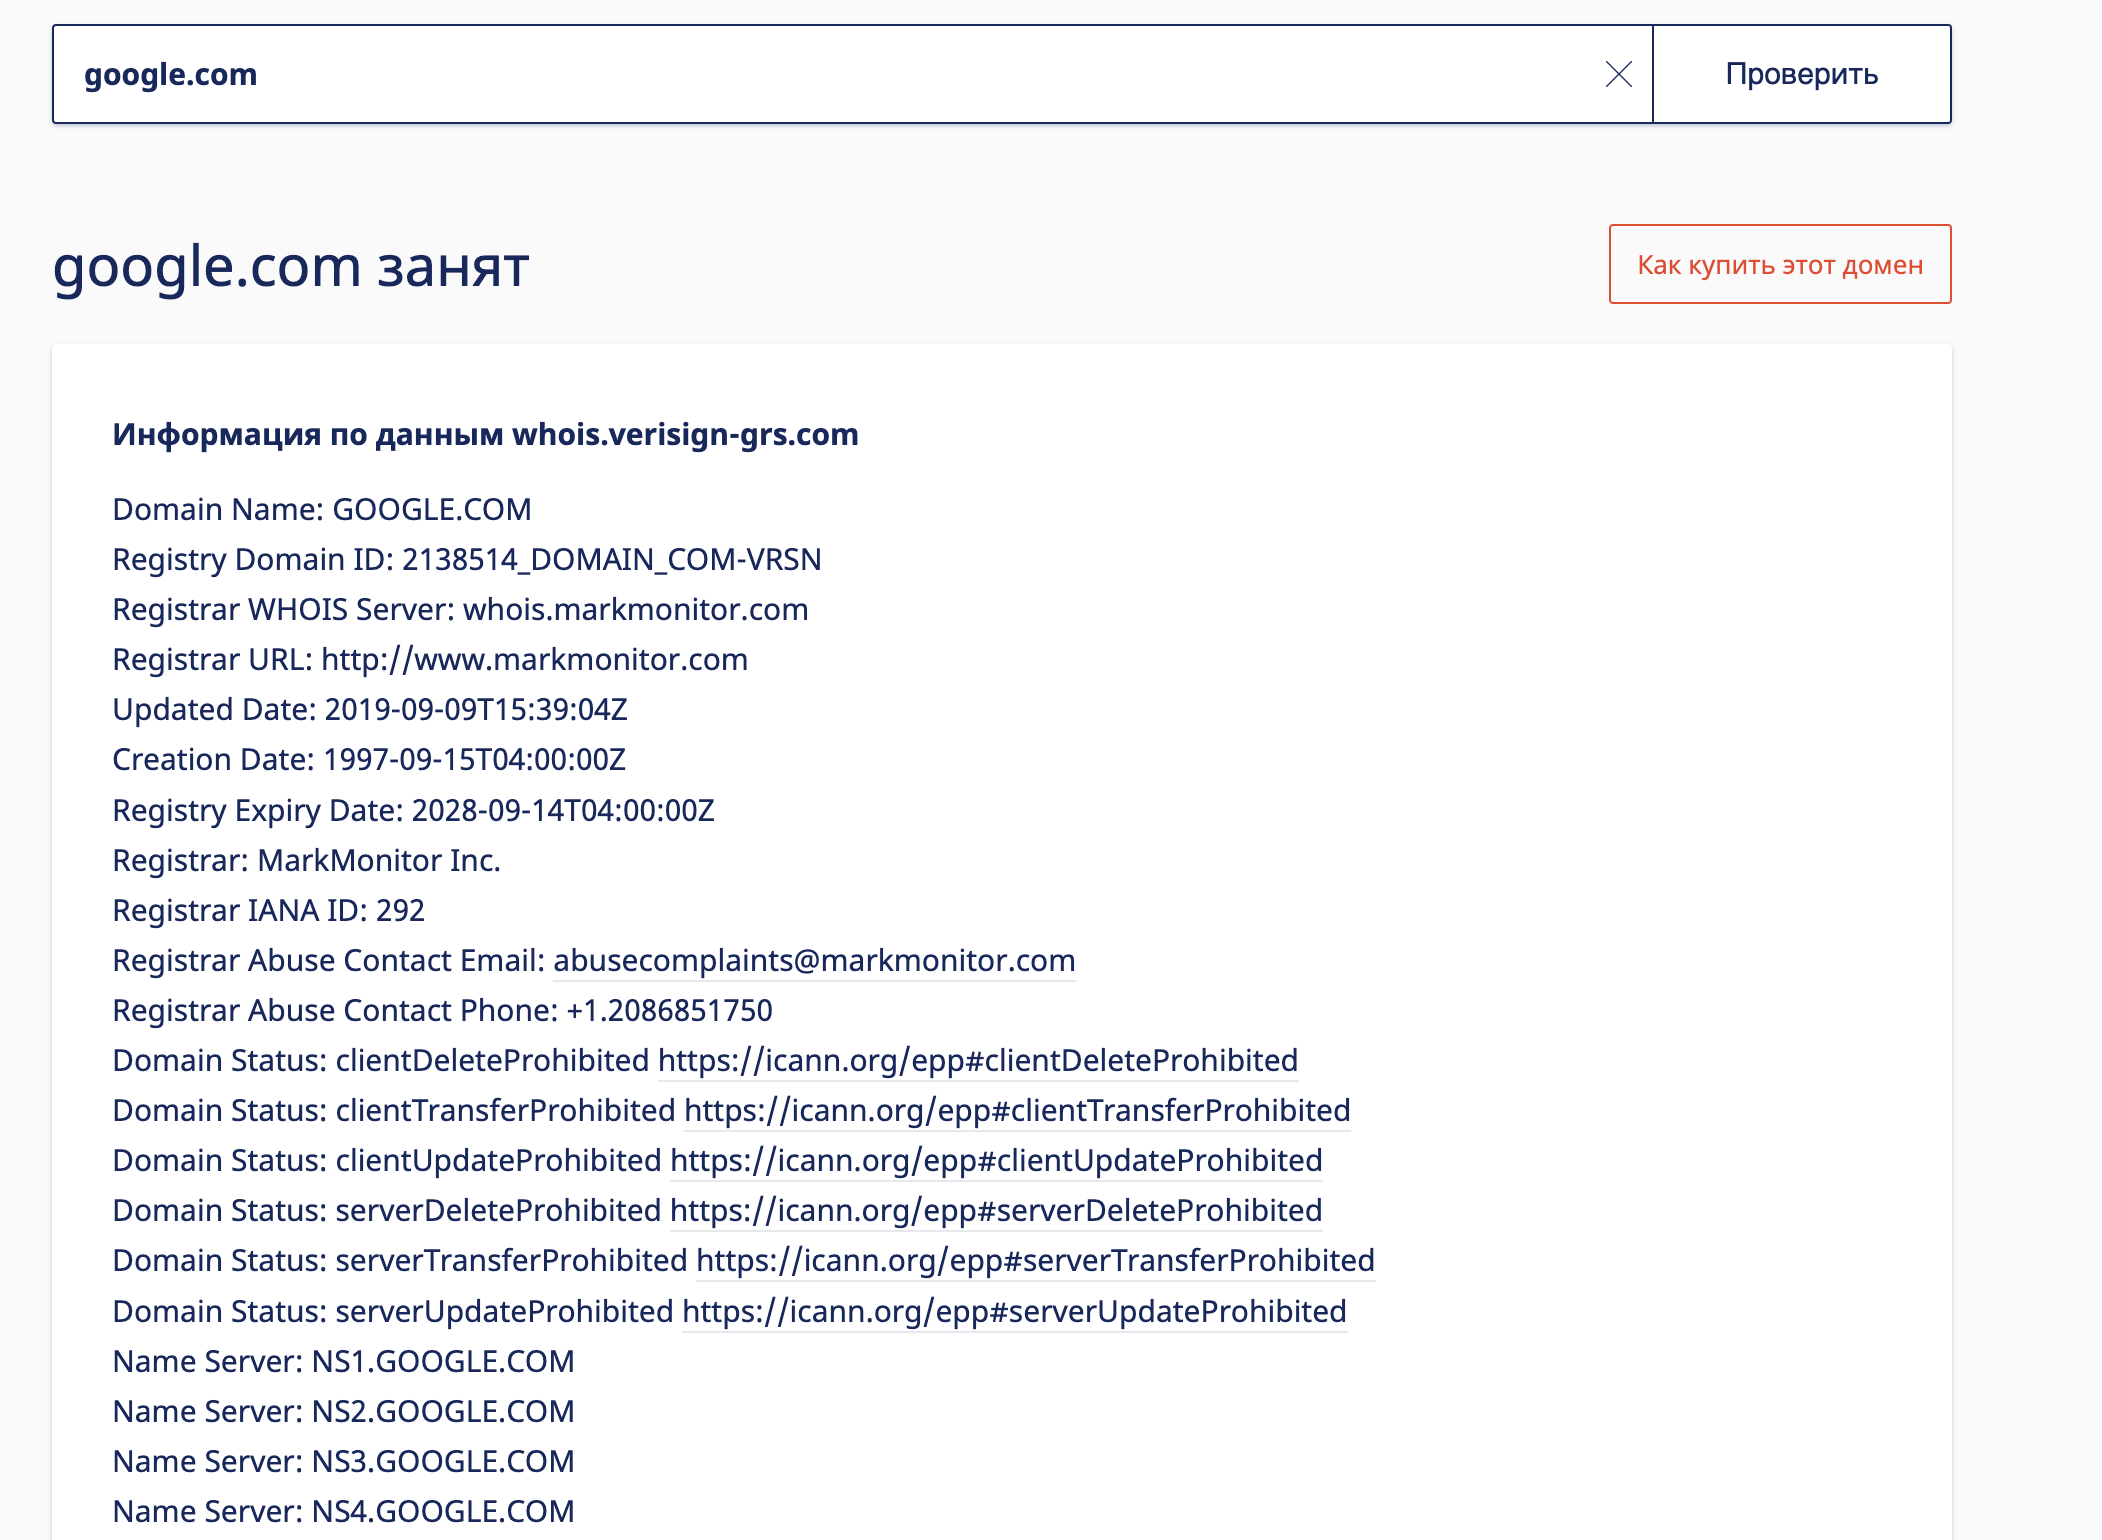 google.com
Проверить
google.com занят
Как купить этот домен
Информация по данным whois.verisign-grs.com
Domain Name: GOOGLE.COM
Registry Domain ID: 2138514_DOMAIN_COM-VRSN
Registrar WHOIS Server: whois.markmonitor.com
Registrar URL: http://www.markmonitor.com
Updated Date: 2019-09-09T15:39:04Z
Creation Date: 1997-09-15T04:00:00Z
Registry Expiry Date: 2028-09-14T04:00:00Z
Registrar: MarkMonitor Inc.
Registrar IANA ID: 292
Registrar Abuse Contact Email: abusecomplaints@markmonitor.com
Registrar Abuse Contact Phone: +1.2086851750
Domain Status: clientDeleteProhibited https://icann.org/epp#clientDeleteProhibited
Domain Status: clientTransferProhibited https://icann.org/epp#clientTransferProhibited
Domain Status: clientUpdateProhibited https://icann.org/epp#clientUpdateProhibited
Domain Status: serverDeleteProhibited https://icann.org/epp#serverDeleteProhibited
Domain Status: serverTransferProhibited https://icann.org/epp#serverTransferProhibited
Domain Status: serverUpdateProhibited https://icann.org/epp#serverUpdateProhibited
Name Server: NS1.GOOGLE.COM
Name Server: NS2.GOOGLE.COM
Name Server: NS3.GOOGLE.COM
Name Server: NS4.GOOGLE.COM